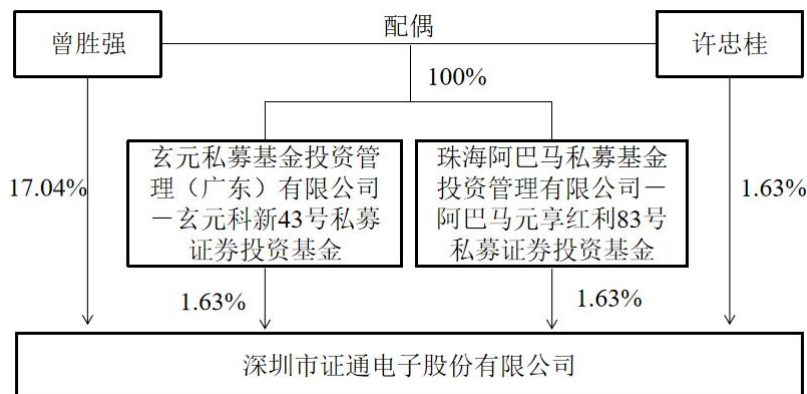 配偶
曾胜强
许忠桂
100%
玄元私募基金投资管
理（广东）有限公司
－玄元科新43号私募
证券投资基金
珠海阿巴马私募基金
投资管理有限公司－
阿巴马元享红利83号
私募证券投资基金
17.04%
1.63%
1.63%
1.63%
深圳市证通电子股份有限公司